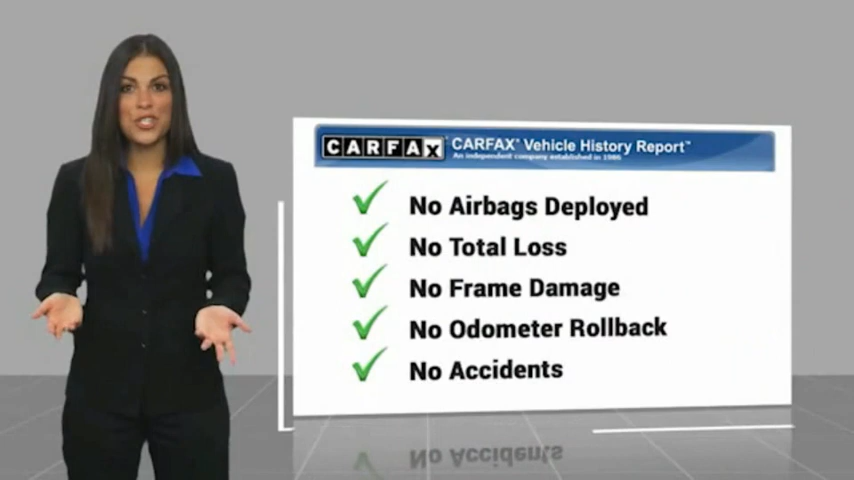 CARFAX CARFAX™ Vehicle History Report™
An independent company established in 1986
No Airbags Deployed
No Total Loss
No Frame Damage
No Odometer Rollback
No Accidents
No Accidents